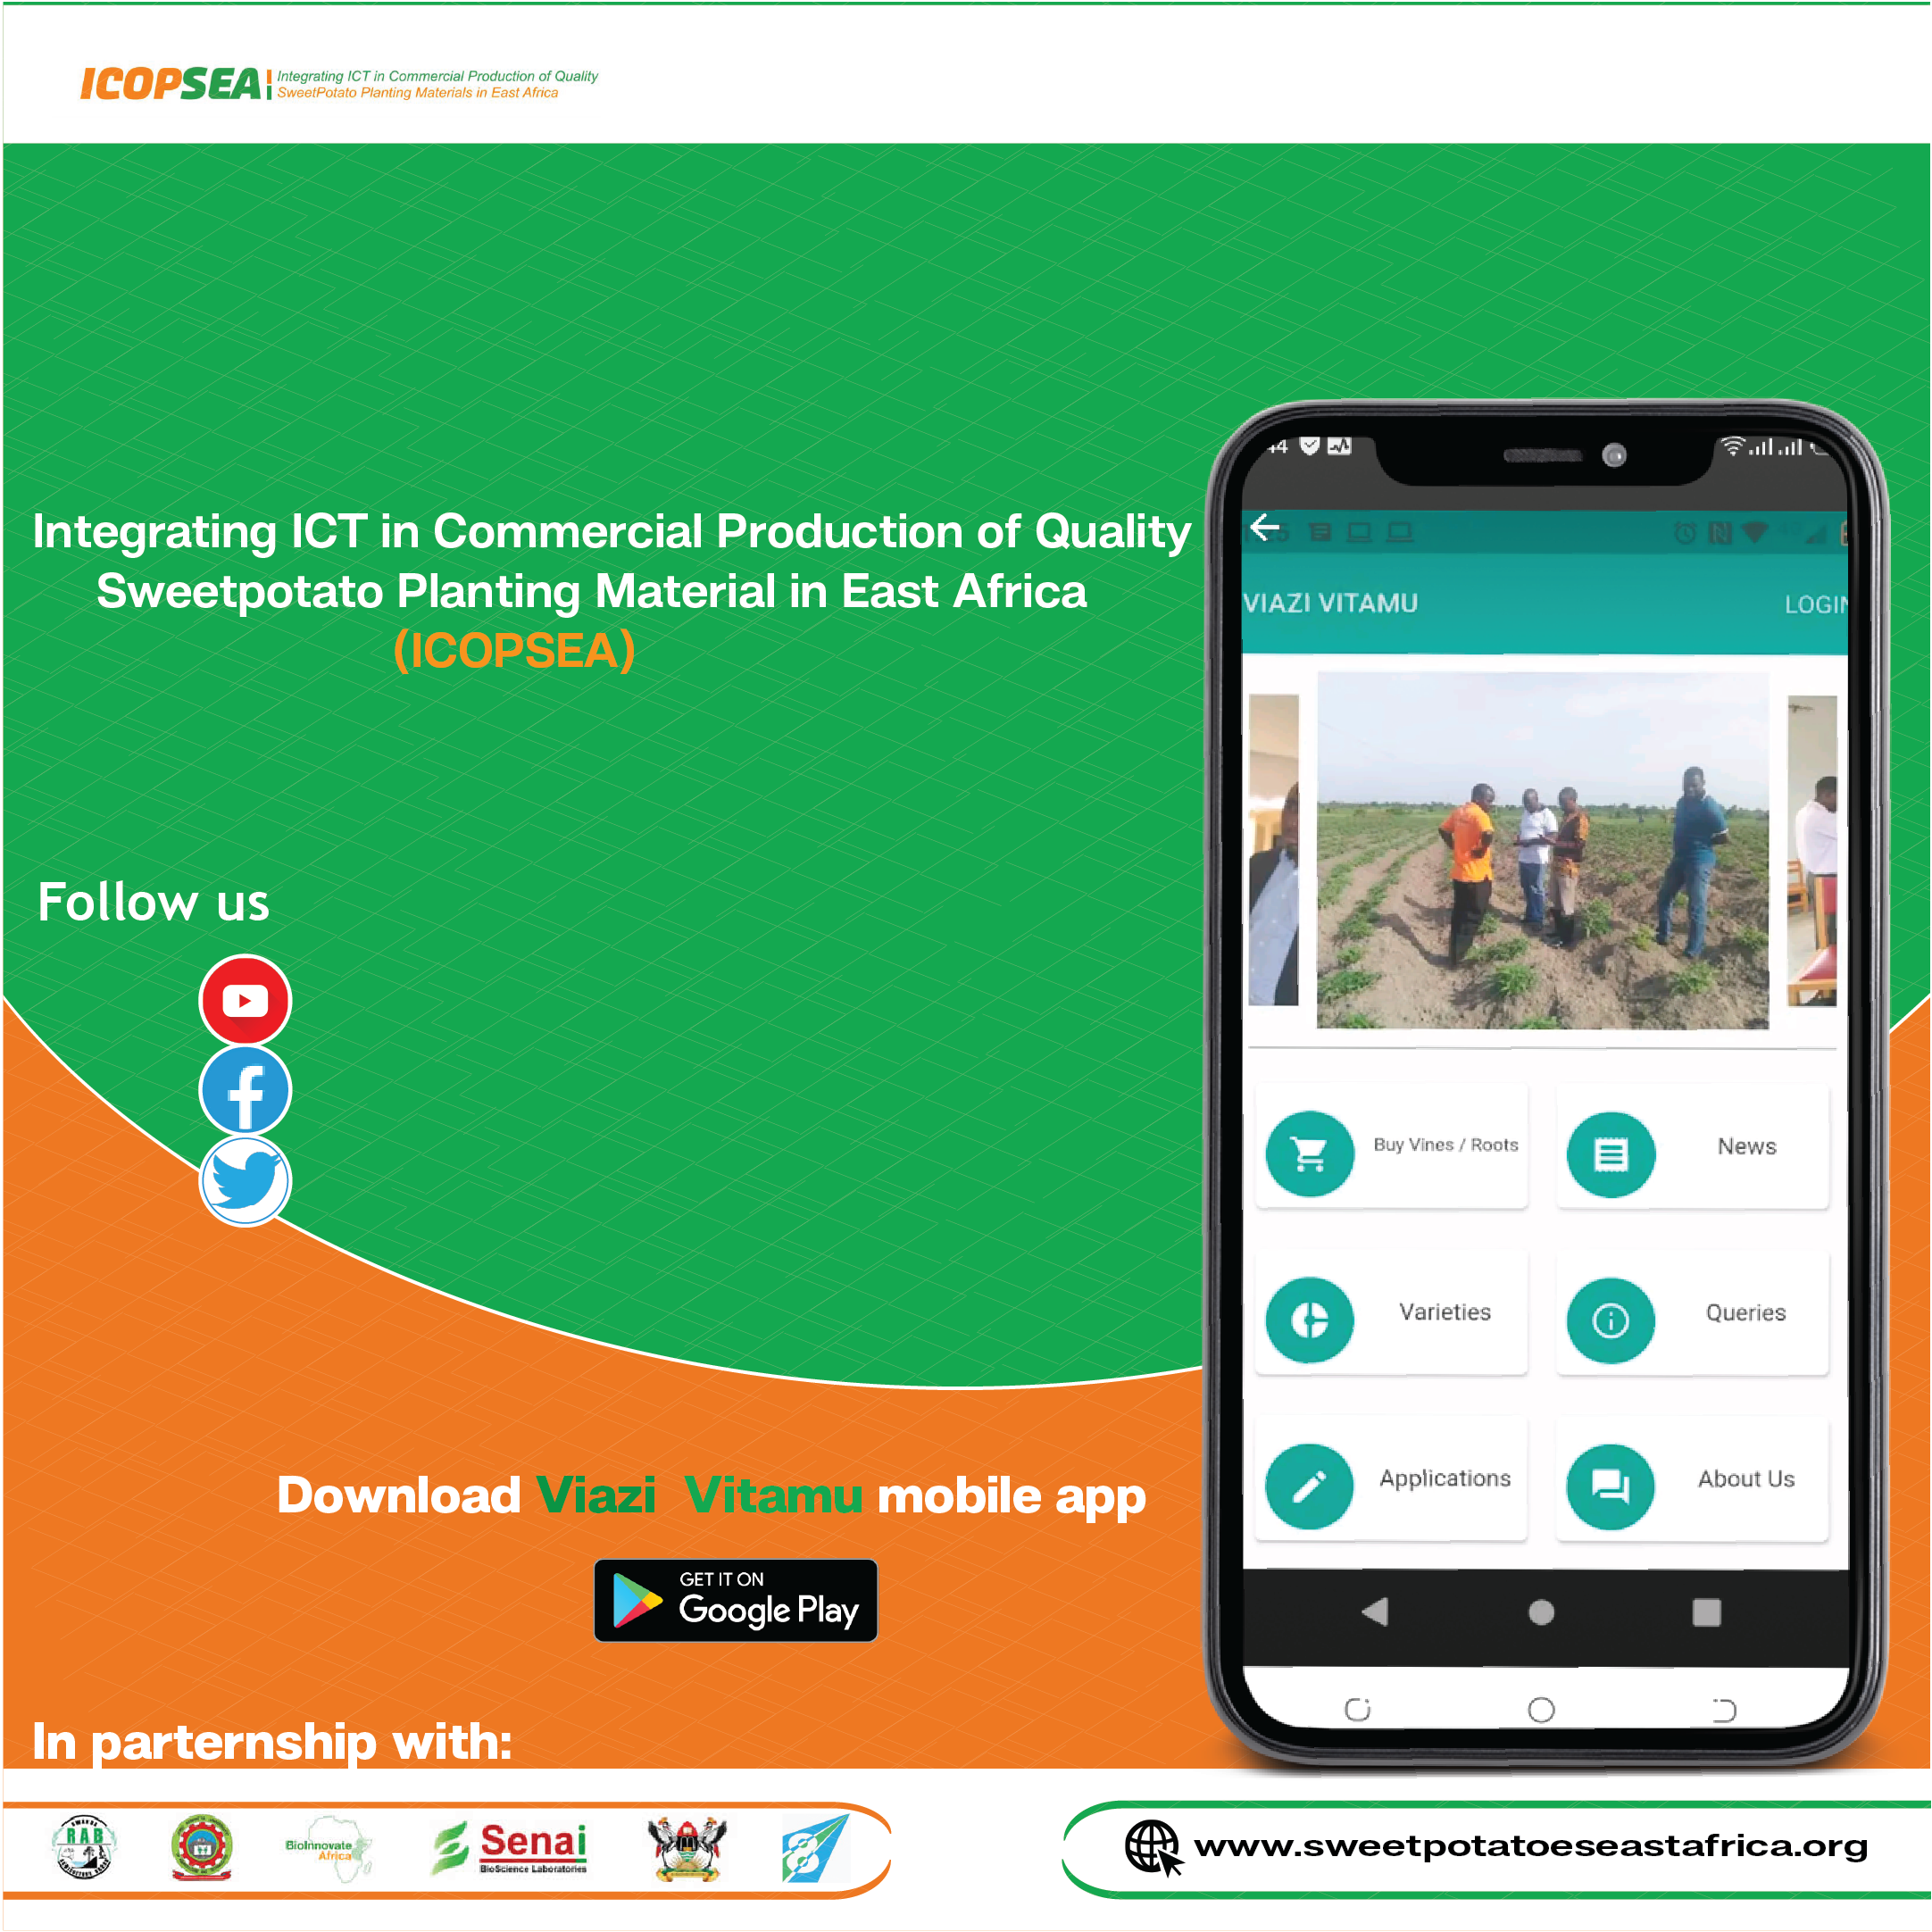 ICOPSEA
Integrating ICT in Commercial Production of Quality
SweetPotato Planting Materials in East Africa
Integrating ICT in Commercial Production of Quality
Sweetpotato Planting Material in East Africa
(ICOPSEA)
Follow us
VIAZI VITAMU
LOGIN
Buy Vines / Roots
News
Varieties
Queries
Applications
About Us
Download Viazi Vitamu mobile app
GET IT ON
Google Play
In parternship with:
RAB
BioInnovate
Africa
Senai
BioScience Laboratories
www.sweetpotatoeseastafrica.org